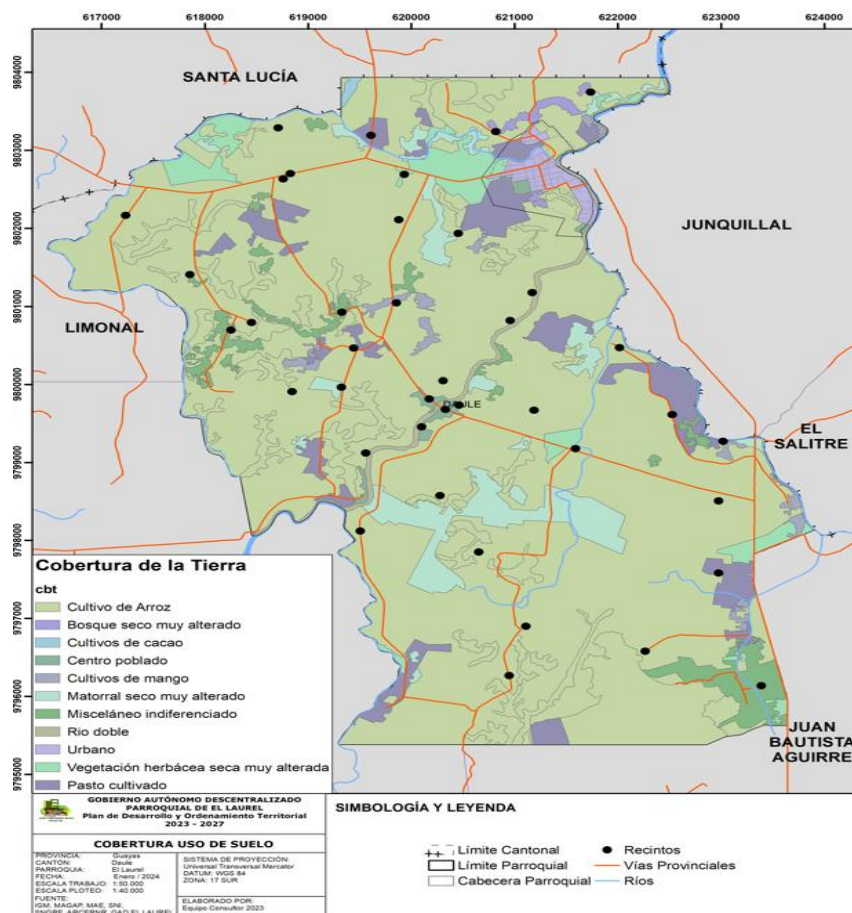 617000 618000 619000 620000 621000 622000 623000 624000
9804000
9803000
9802000
9801000
9800000
9799000
9798000
9797000
9796000
9795000
SANTA LUCÍA
JUNQUILLAL
LIMONAL
DAULE
EL
SALITRE
JUAN
BAUTISTA
AGUIRRE
Cobertura de la Tierra
cbt
Cultivo de Arroz
Bosque seco muy alterado
Cultivos de cacao
Centro poblado
Cultivos de mango
Matorral seco muy alterado
Misceláneo indiferenciado
Rio doble
Urbano
Vegetación herbácea seca muy alterada
Pasto cultivado
GOBIERNO AUTÓNOMO DESCENTRALIZADO
PARROQUIAL DE EL LAUREL
Plan de Desarrollo y Ordenamiento Territorial
2023 - 2027
COBERTURA USO DE SUELO
PROVINCIA: Guayas
CANTÓN: Daule
PARROQUIA: El Laurel
FECHA: Enero / 2024
ESCALA TRABAJO: 1:50.000
ESCALA PLOTEO: 1:40.000
FUENTE:
IGM, MAGAP, MAE, SNI,
SISTEMA DE PROYECCIÓN:
Universal Transversal Mercator
DATUM: WGS 84
ZONA: 17 SUR
ELABORADO POR:
Equipo Consultor 2023
SIMBOLOGÍA Y LEYENDA
Límite Cantonal
Límite Parroquial
Cabecera Parroquial
Recintos
Vías Provinciales
Ríos